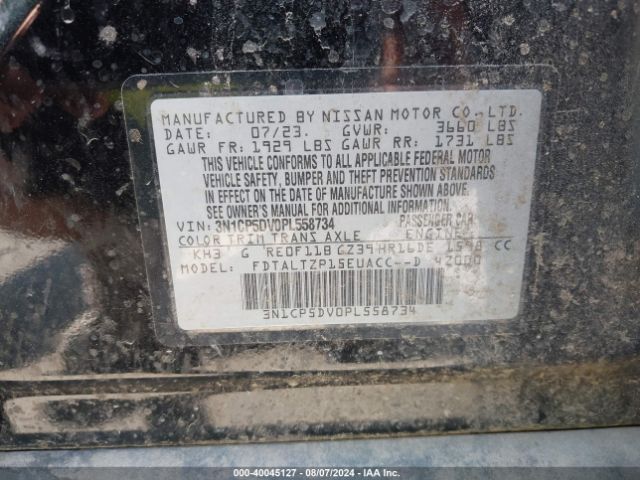 MANUFACTURED BY NISSAN MOTOR CO., LTD.
DATE: 07/23. GVWR: 3660 LBS
GAWR FR: 1929 LBS GAWR RR: 1731 LBS
THIS VEHICLE CONFORMS TO ALL APPLICABLE FEDERAL MOTOR
VEHICLE SAFETY, BUMPER AND THEFT PREVENTION STANDARDS
IN EFFECT ON THE DATE OF MANUFACTURE SHOWN ABOVE.
SEE OWNER'S MANUAL FOR ADDITIONAL INFORMATION.
VIN: 3N1CP5DV0PL558734 PASSENGER CAR
COLOR TRIM TRANS AXLE ENGINE
KH3 G RE0F11B GZ39 HR16DE 1598 CC
MODEL: FDTALTZP15EUACC--D 42000
3N1CP5DV0PL558734
000-40045127 - 08/07/2024 - IAA Inc.